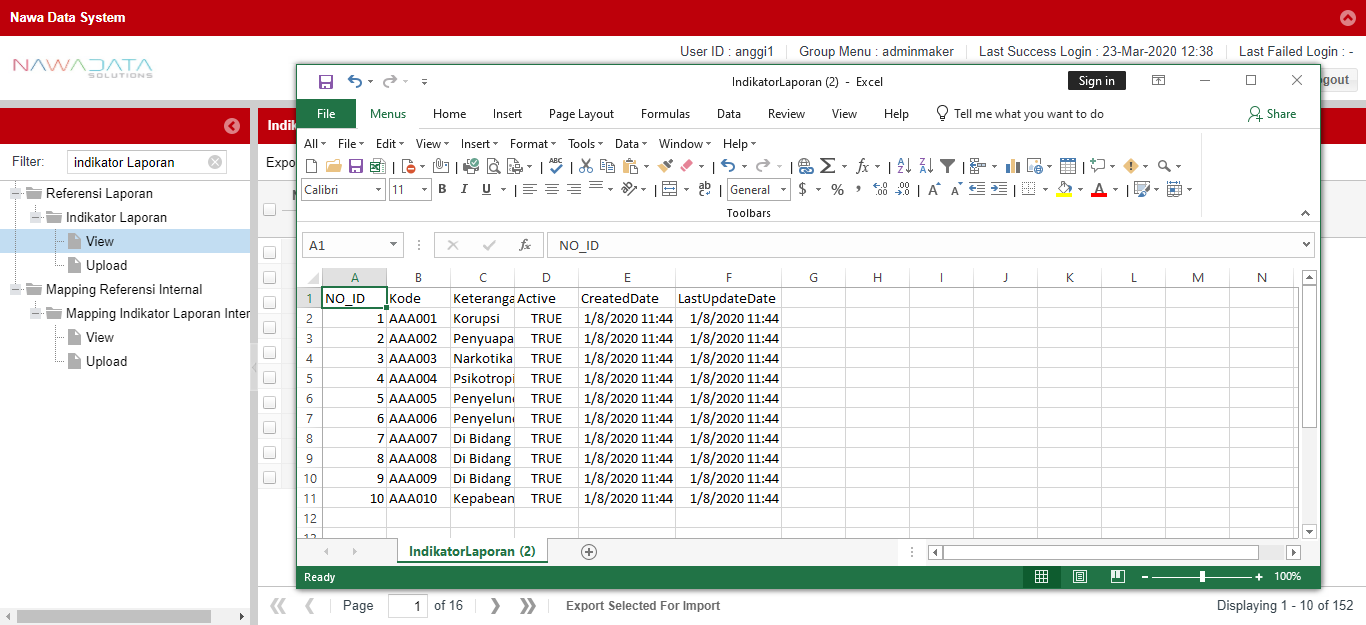 Nawa Data System
NAWADATA
SOLUTIONS
User ID : anggi1
Group Menu : adminmaker
Last Success Login : 23-Mar-2020 12:38
Last Failed Login : -
gout
Filter:
indikator Laporan
Referensi Laporan
Indikator Laporan
View
Upload
Mapping Referensi Internal
Mapping Indikator Laporan Inter
View
Upload
Indik
Expo
IndikatorLaporan (2) - Excel
Sign in
File Menus Home Insert Page Layout Formulas Data Review View Help Tell me what you want to do Share
All File Edit View Insert Format Tools Data Window Help
Calibri 11 B I U General $ %
Toolbars
A1 fx NO_ID
A B C D E F G H I J K L M N
1 NO_ID Kode Keteranga Active CreatedDate LastUpdateDate
2 1 AAA001 Korupsi TRUE 1/8/2020 11:44 1/8/2020 11:44
3 2 AAA002 Penyuapa TRUE 1/8/2020 11:44 1/8/2020 11:44
4 3 AAA003 Narkotika TRUE 1/8/2020 11:44 1/8/2020 11:44
5 4 AAA004 Psikotropi TRUE 1/8/2020 11:44 1/8/2020 11:44
6 5 AAA005 Penyelun TRUE 1/8/2020 11:44 1/8/2020 11:44
7 6 AAA006 Penyelun TRUE 1/8/2020 11:44 1/8/2020 11:44
8 7 AAA007 Di Bidang TRUE 1/8/2020 11:44 1/8/2020 11:44
9 8 AAA008 Di Bidang TRUE 1/8/2020 11:44 1/8/2020 11:44
10 9 AAA009 Di Bidang TRUE 1/8/2020 11:44 1/8/2020 11:44
11 10 AAA010 Kepabean TRUE 1/8/2020 11:44 1/8/2020 11:44
12
IndikatorLaporan (2)
Ready
100%
Page 1 of 16
Export Selected For Import
Displaying 1 - 10 of 152